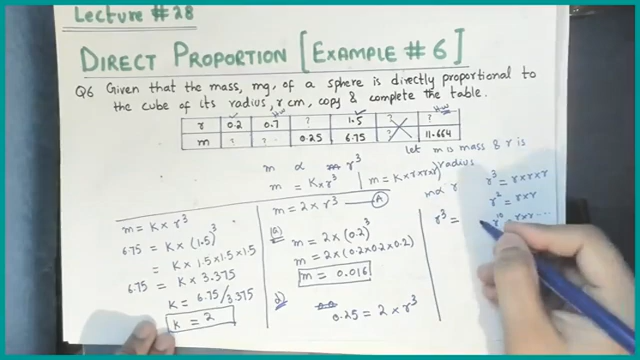 Lecture # 28
DIRECT PROPORTION [EXAMPLE # 6]
Q6 Given that the mass, mg, of a sphere is directly proportional to
the cube of its radius, r cm, copy & complete the table.
H.W H.W
r 0.2 0.7 ? 1.5 ? ?
m ? ? 0.25 6.75 ? 11.664
let m is mass & r is
radius
m ∝ r³
m = K x r³ | m = K x r x r x r
m = 2 x r³ — A
m ∝ r
r³ = r x r x r
r² = r x r
r¹⁰ = r x r ....
r³ =
m = K x r³
6.75 = K x (1.5)³
= K x 1.5 x 1.5 x 1.5
6.75 = K x 3.375
K = 6.75/3.375
K = 2
(a)
m = 2 x (0.2)³
m = 2 x (0.2 x 0.2 x 0.2)
m = 0.016
d)
0.25 = 2 x r³